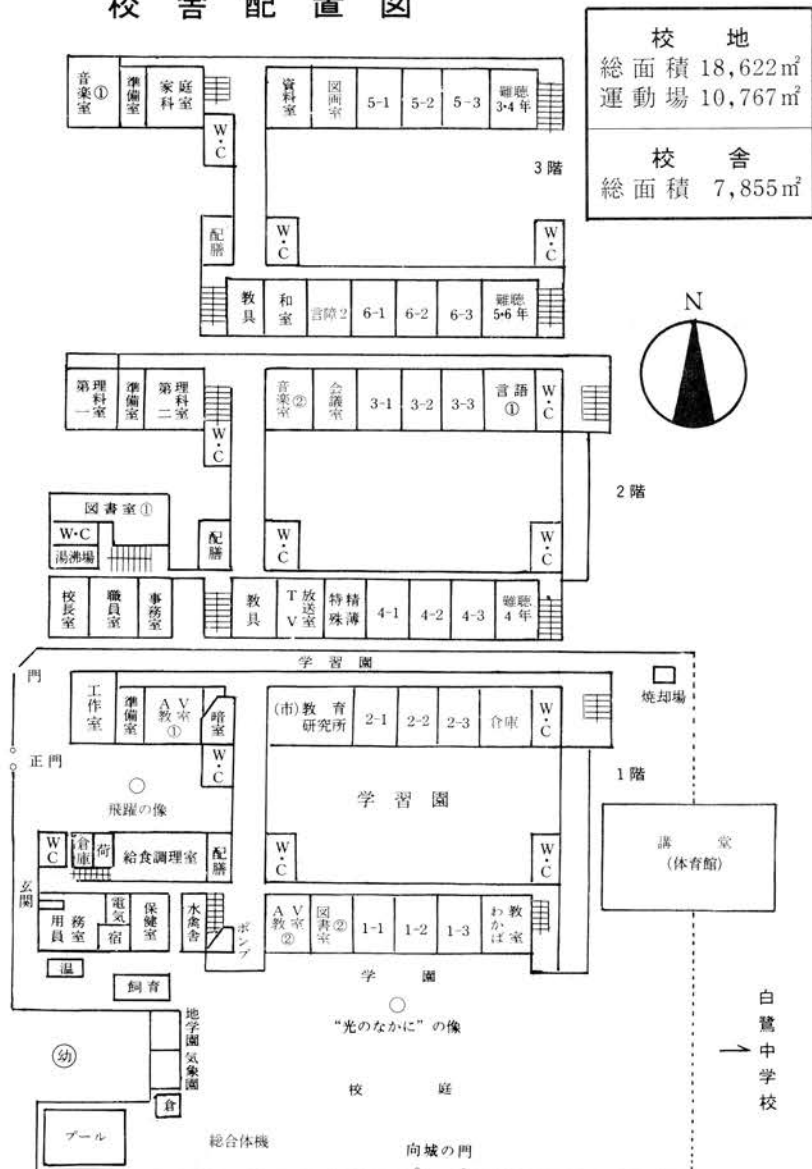 校舎配置図
校地
総面積 18,622㎡
運動場 10,767㎡
校舎
総面積 7,855㎡
音楽室①
準備室
家庭科室
資料室
図画室
5-1
5-2
5-3
難聴3・4年
W・C
3階
配膳
W・C
W・C
教具
和室
言障2
6-1
6-2
6-3
難聴5・6年
N
第一理科室
準備室
第二理科室
音楽室②
会議室
3-1
3-2
3-3
言語①
W・C
W・C
2階
図書室①
W・C
湯沸場
配膳
W・C
W・C
校長室
職員室
事務室
教具
TV放送室
特殊精薄
4-1
4-2
4-3
難聴4年
学習園
門
焼却場
工作室
準備室
AV教室①
暗室
(市)教育研究所
2-1
2-2
2-3
倉庫
W・C
正門
W・C
1階
飛躍の像
学習園
講堂
(体育館)
WC
倉庫
荷
給食調理室
配膳
W・C
W・C
玄関
用務員室
電気
宿
保健室
水禽舎
ポンプ
AV教室②
図書室②
1-1
1-2
1-3
わかば教室
温
飼育
学園
"光のなかに"の像
地学園
気象園
幼
倉
白鷺中学校
→
校庭
プール
総合体機
向城の門